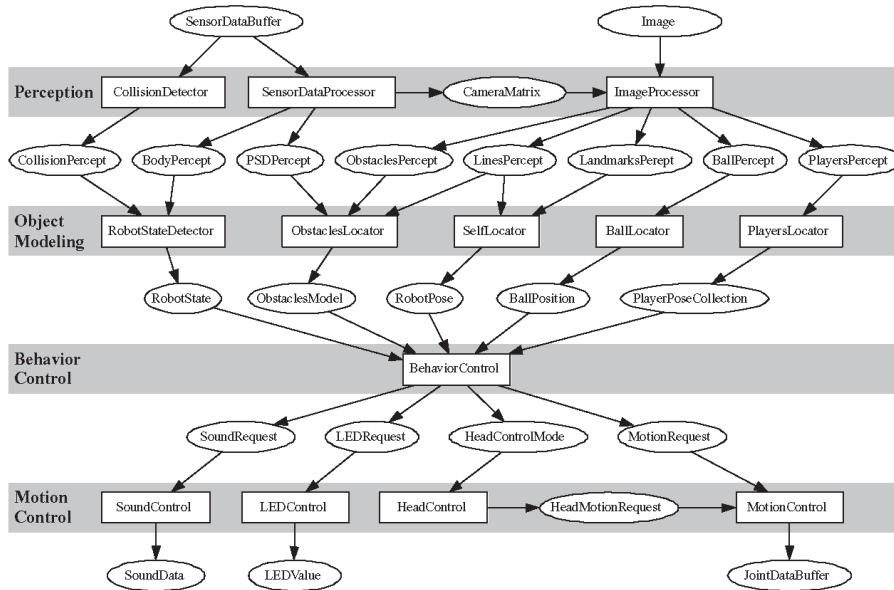 SensorDataBuffer
Image
Perception
CollisionDetector
SensorDataProcessor
CameraMatrix
ImageProcessor
CollisionPercept
BodyPercept
PSDPercept
ObstaclesPercept
LinesPercept
LandmarksPerept
BallPercept
PlayersPercept
Object
Modeling
RobotStateDetector
ObstaclesLocator
SelfLocator
BallLocator
PlayersLocator
RobotState
ObstaclesModel
RobotPose
BallPosition
PlayerPoseCollection
Behavior
Control
BehaviorControl
SoundRequest
LEDRequest
HeadControlMode
MotionRequest
Motion
Control
SoundControl
LEDControl
HeadControl
HeadMotionRequest
MotionControl
SoundData
LEDValue
JointDataBuffer